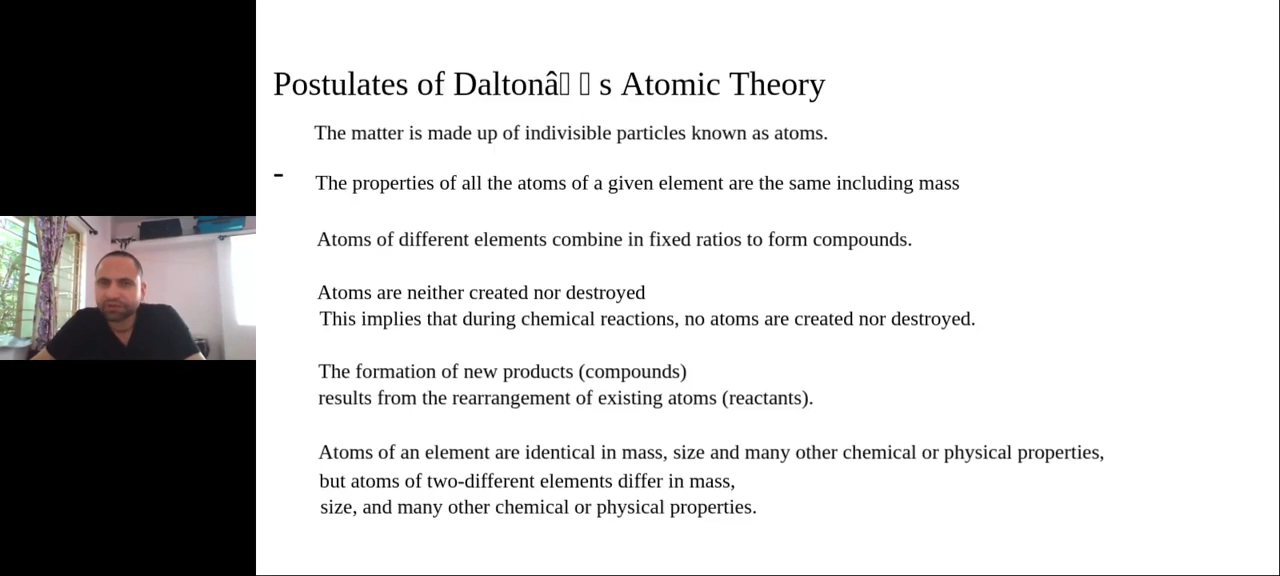 Postulates of Daltonâ s Atomic Theory
The matter is made up of indivisible particles known as atoms.
- The properties of all the atoms of a given element are the same including mass
Atoms of different elements combine in fixed ratios to form compounds.
Atoms are neither created nor destroyed
This implies that during chemical reactions, no atoms are created nor destroyed.
The formation of new products (compounds)
results from the rearrangement of existing atoms (reactants).
Atoms of an element are identical in mass, size and many other chemical or physical properties,
but atoms of two-different elements differ in mass,
size, and many other chemical or physical properties.